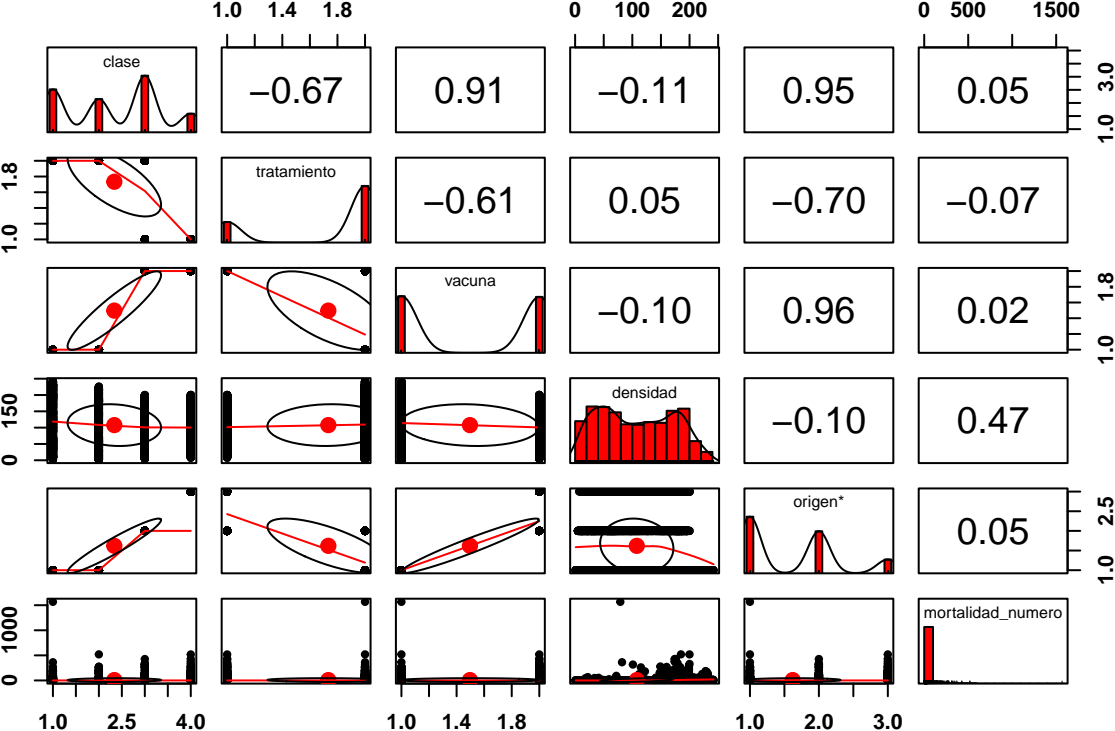 1.0 1.4 1.8 0 100 200 0 500 1500
clase −0.67 0.91 −0.11 0.95 0.05 1.0 3.0
1.0 1.8 tratamiento −0.61 0.05 −0.70 −0.07
vacuna −0.10 0.96 0.02 1.0 1.8
0 150 densidad −0.10 0.47
origen* 0.05 1.0 2.5
0 1000 mortalidad_numero
1.0 2.5 4.0 1.0 1.4 1.8 1.0 2.0 3.0